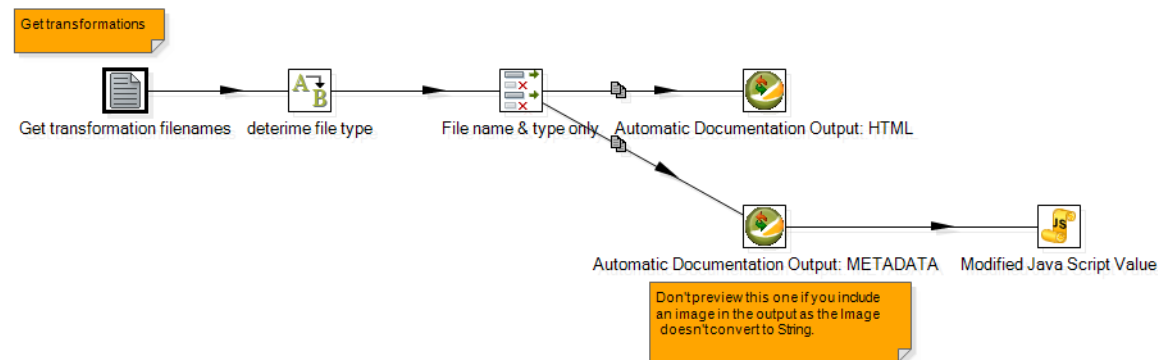 Get transformations
Get transformation filenames
deterime file type
File name & type only
Automatic Documentation Output: HTML
Automatic Documentation Output: METADATA
Modified Java Script Value
Don't preview this one if you include
an image in the output as the Image
doesn't convert to String.